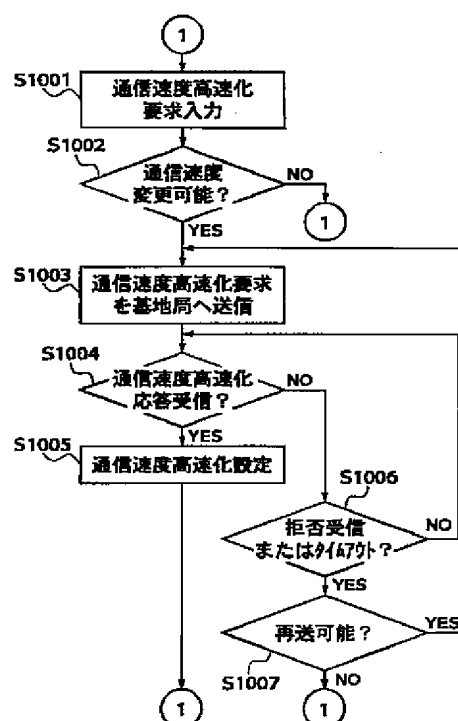 1
S1001
通信速度高速化
要求入力
S1002
通信速度
変更可能?
NO
1
YES
S1003
通信速度高速化要求
を基地局へ送信
S1004
通信速度高速化
応答受信?
NO
YES
S1005
通信速度高速化設定
S1006
拒否受信
またはタイムアウト?
NO
YES
再送可能?
YES
S1007
NO
1
1